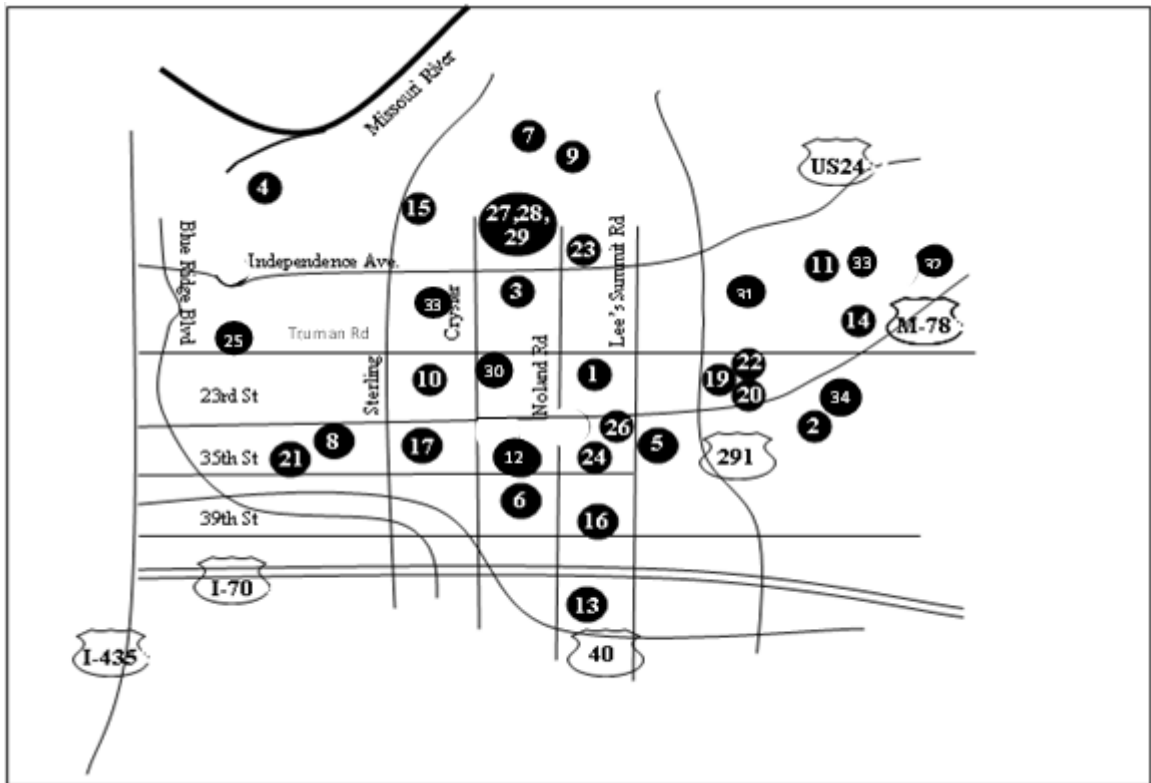 Missouri River
7
9
US24
4
15
27,28,
29
23
Lee's Summit Rd
Blue Ridge Blvd
Independence Ave.
11
33
32
3
31
33
Crysler
14
M-78
25
Truman Rd
22
Sterling
10
30
Noland Rd
1
19
20
23rd St
34
26
2
8
17
5
21
35th St
12
24
291
6
39th St
16
I-70
13
I-435
40